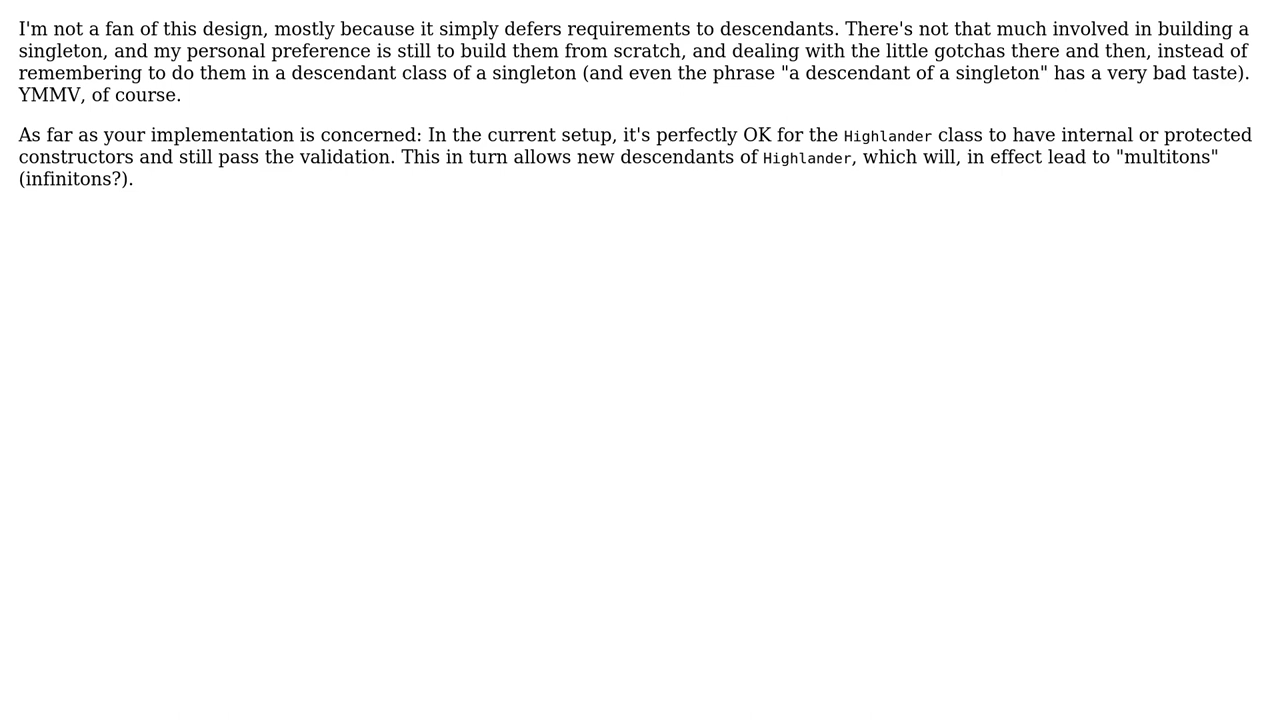 I'm not a fan of this design, mostly because it simply defers requirements to descendants. There's not that much involved in building a
singleton, and my personal preference is still to build them from scratch, and dealing with the little gotchas there and then, instead of
remembering to do them in a descendant class of a singleton (and even the phrase "a descendant of a singleton" has a very bad taste).
YMMV, of course.
As far as your implementation is concerned: In the current setup, it's perfectly OK for the Highlander class to have internal or protected
constructors and still pass the validation. This in turn allows new descendants of Highlander, which will, in effect lead to "multitons"
(infinitons?).